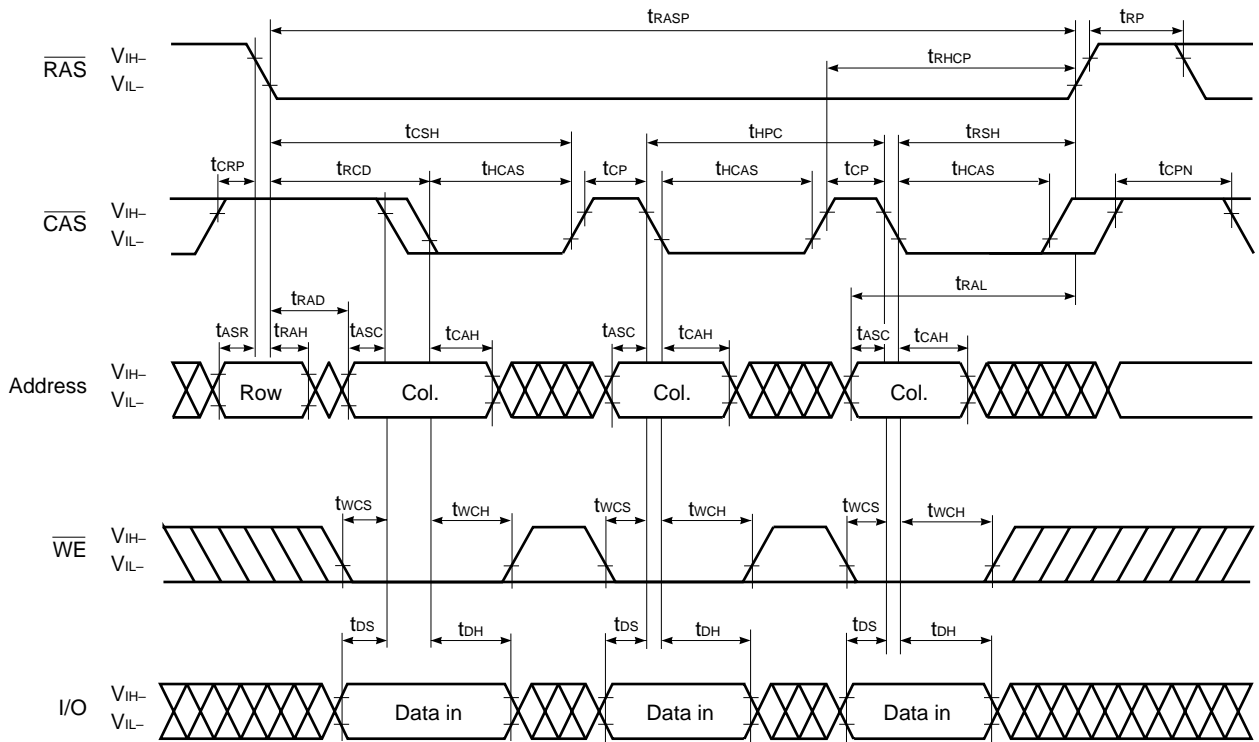 tRASP
tRP
RAS
VIH–
VIL–
tRHCP
tCSH
tHPC
tRSH
tCRP
tRCD
tHCAS
tCP
tHCAS
tCP
tHCAS
tCPN
CAS
VIH–
VIL–
tRAD
tRAL
tASR
tRAH
tASC
tCAH
tASC
tCAH
tASC
tCAH
Address
VIH–
VIL–
Row
Col.
Col.
Col.
tWCS
tWCH
tWCS
tWCH
tWCS
tWCH
WE
VIH–
VIL–
tDS
tDH
tDS
tDH
tDS
tDH
I/O
VIH–
VIL–
Data in
Data in
Data in